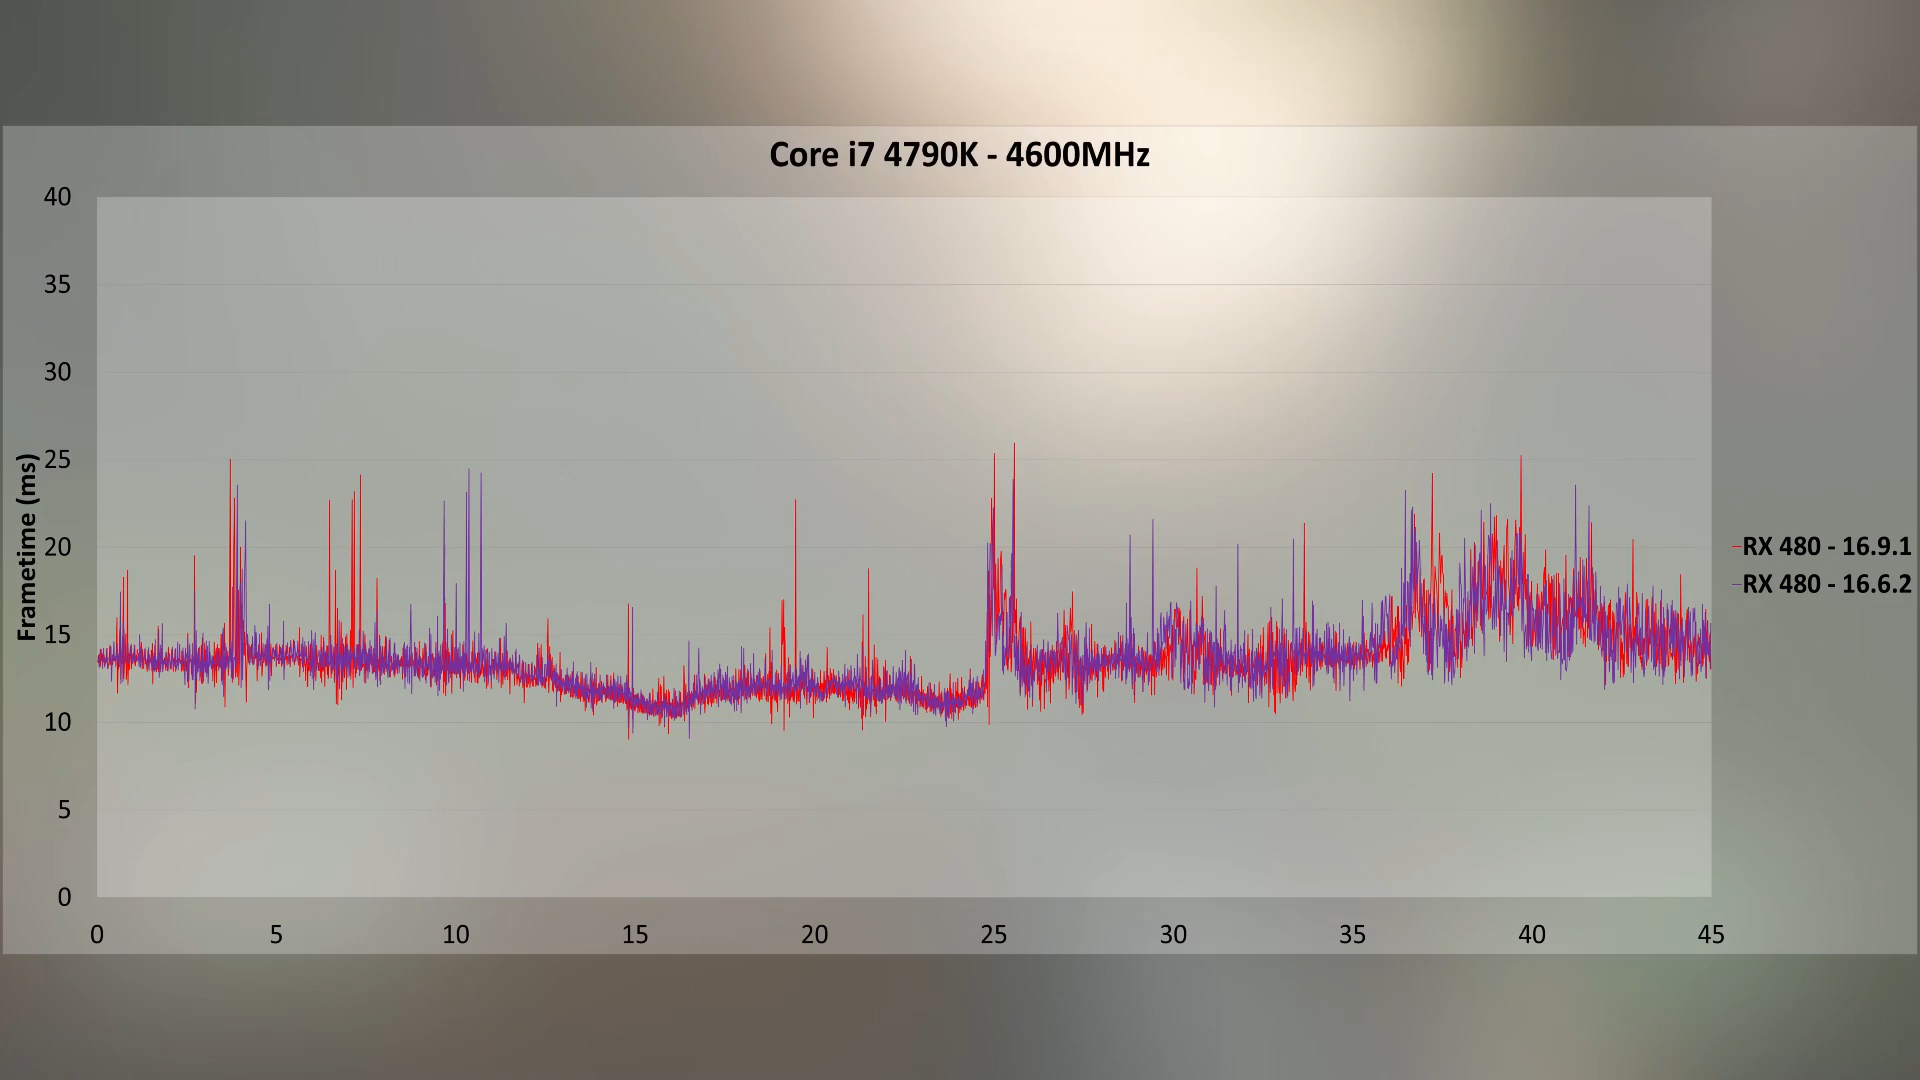 Core i7 4790K - 4600MHz
40
35
30
25
20
15
10
5
0
Frametime (ms)
0 5 10 15 20 25 30 35 40 45
RX 480 - 16.9.1
RX 480 - 16.6.2